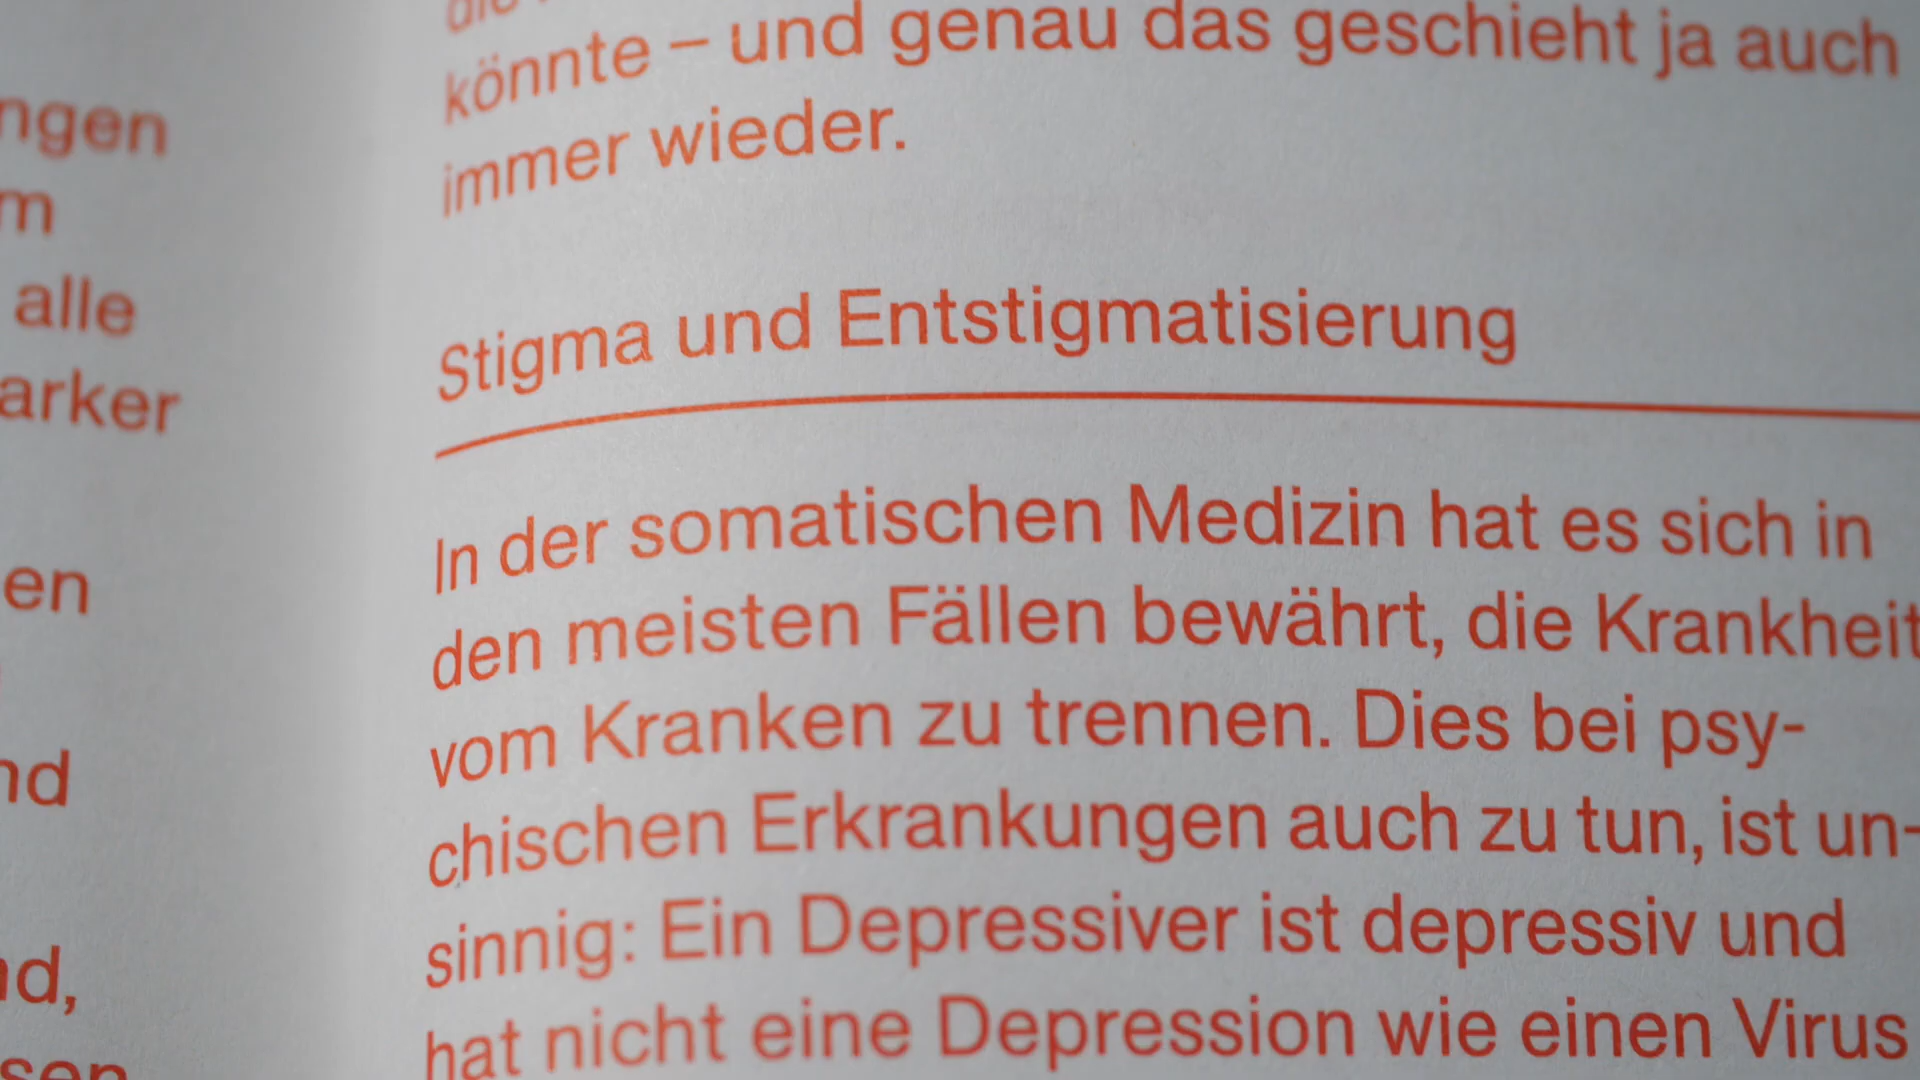 ngen
m
alle
arker
en
nd
nd,
sen
die
könnte – und genau das geschieht ja auch
immer wieder.
Stigma und Entstigmatisierung
In der somatischen Medizin hat es sich in
den meisten Fällen bewährt, die Krankheit
vom Kranken zu trennen. Dies bei psy-
chischen Erkrankungen auch zu tun, ist un-
sinnig: Ein Depressiver ist depressiv und
hat nicht eine Depression wie einen Virus